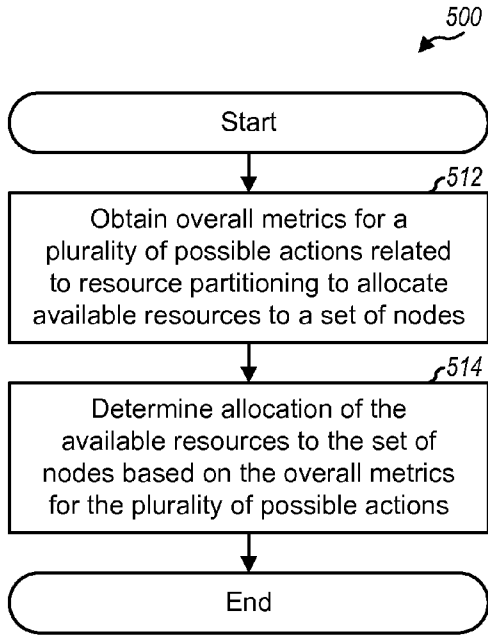 500
Start
512
Obtain overall metrics for a
plurality of possible actions related
to resource partitioning to allocate
available resources to a set of nodes
514
Determine allocation of the
available resources to the set of
nodes based on the overall metrics
for the plurality of possible actions
End